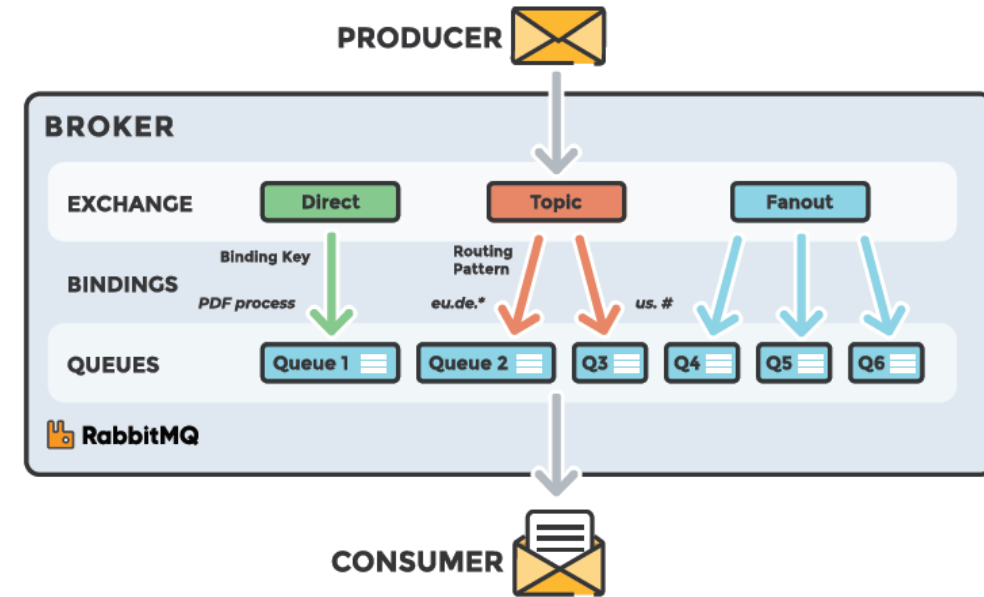 PRODUCER
BROKER
EXCHANGE
Direct
Topic
Fanout
BINDINGS
Binding Key
PDF process
Routing
Pattern
eu.de.*
us. #
QUEUES
Queue 1
Queue 2
Q3
Q4
Q5
Q6
RabbitMQ
CONSUMER